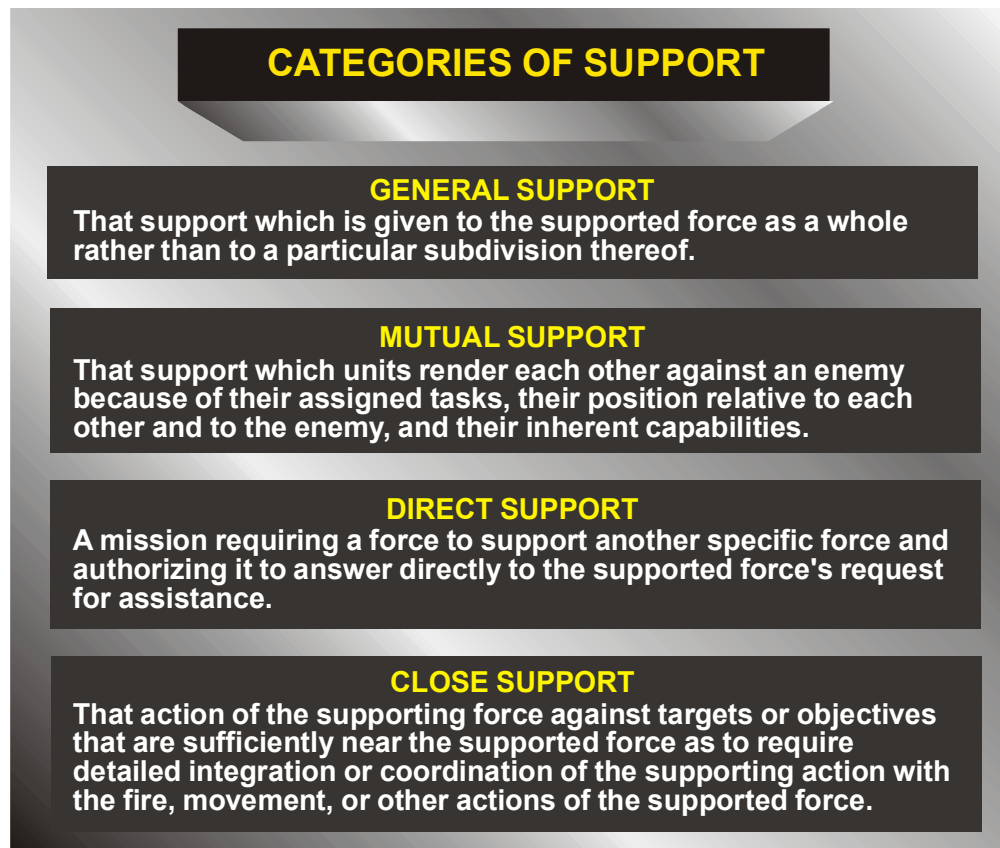 CATEGORIES OF SUPPORT
GENERAL SUPPORT
That support which is given to the supported force as a whole
rather than to a particular subdivision thereof.
MUTUAL SUPPORT
That support which units render each other against an enemy
because of their assigned tasks, their position relative to each
other and to the enemy, and their inherent capabilities.
DIRECT SUPPORT
A mission requiring a force to support another specific force and
authorizing it to answer directly to the supported force's request
for assistance.
CLOSE SUPPORT
That action of the supporting force against targets or objectives
that are sufficiently near the supported force as to require
detailed integration or coordination of the supporting action with
the fire, movement, or other actions of the supported force.